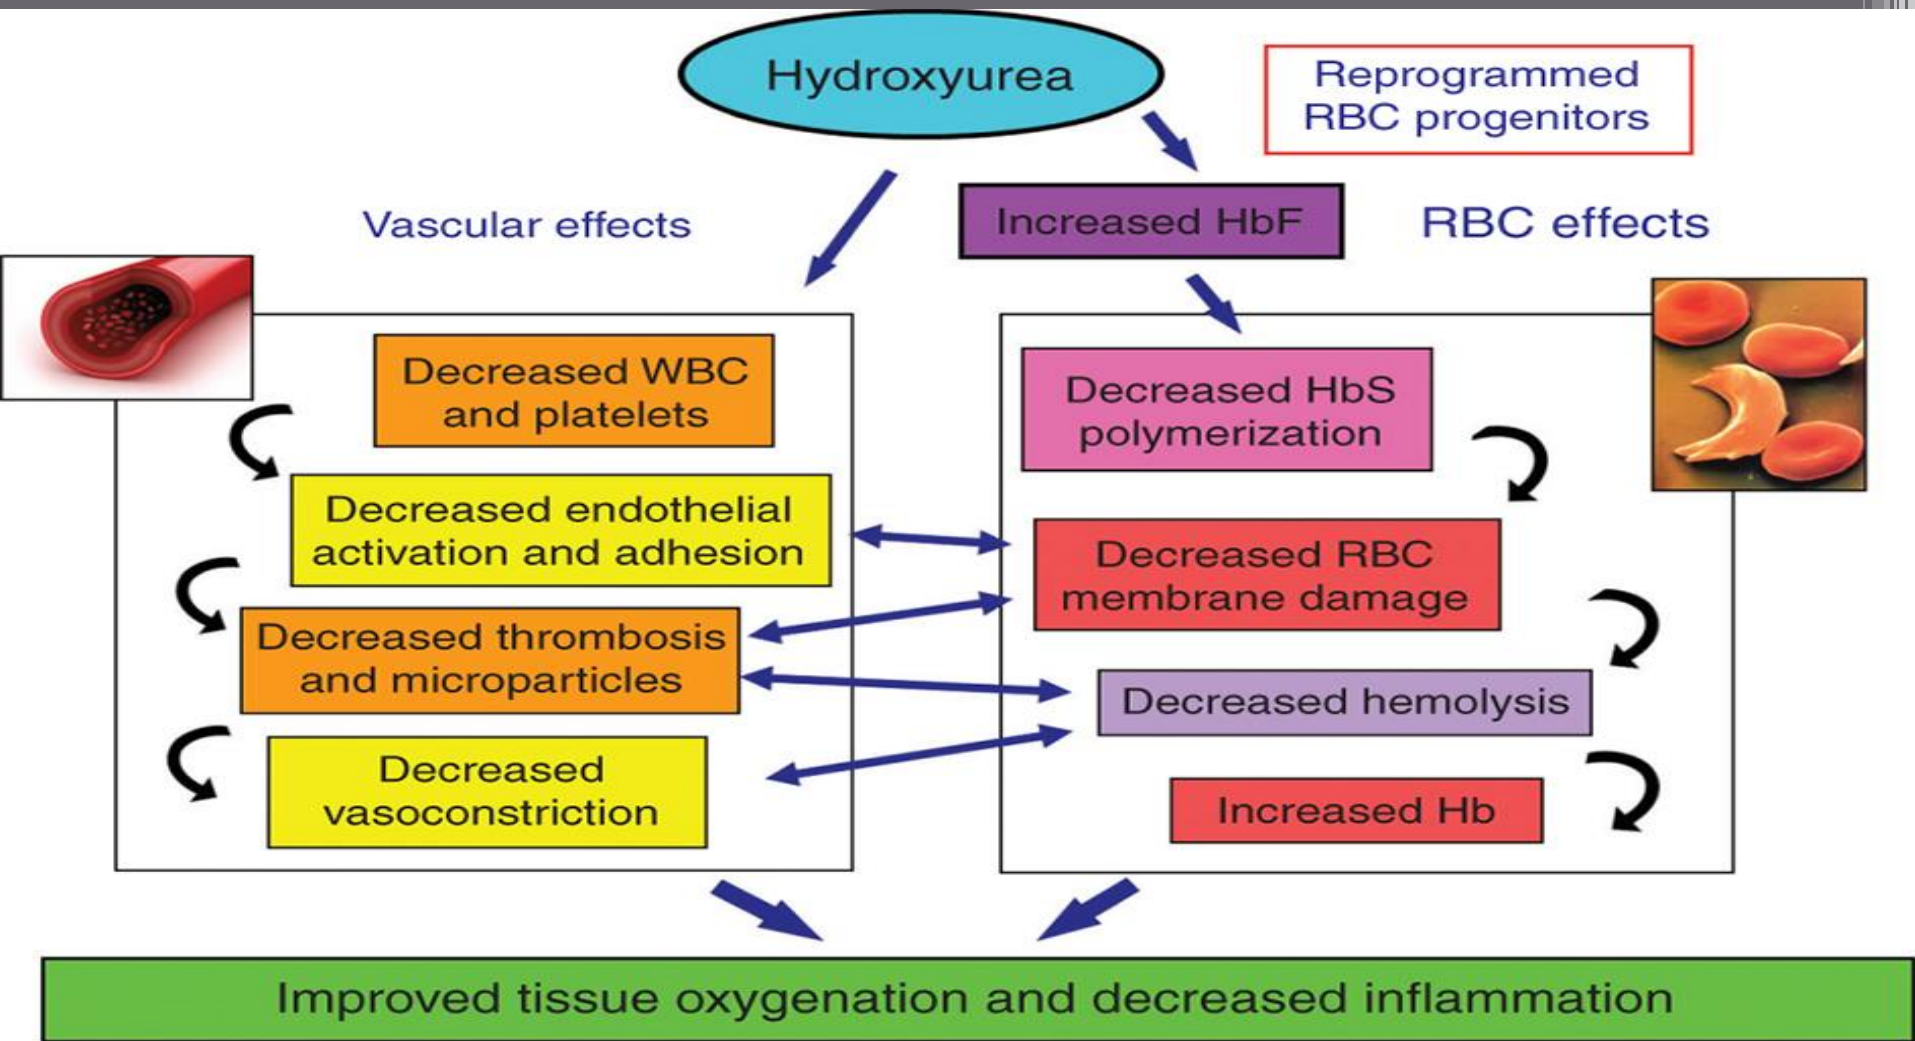 Hydroxyurea
Reprogrammed
RBC progenitors
Vascular effects
Increased HbF
RBC effects
Decreased WBC
and platelets
Decreased endothelial
activation and adhesion
Decreased thrombosis
and microparticles
Decreased
vasoconstriction
Decreased HbS
polymerization
Decreased RBC
membrane damage
Decreased hemolysis
Increased Hb
Improved tissue oxygenation and decreased inflammation